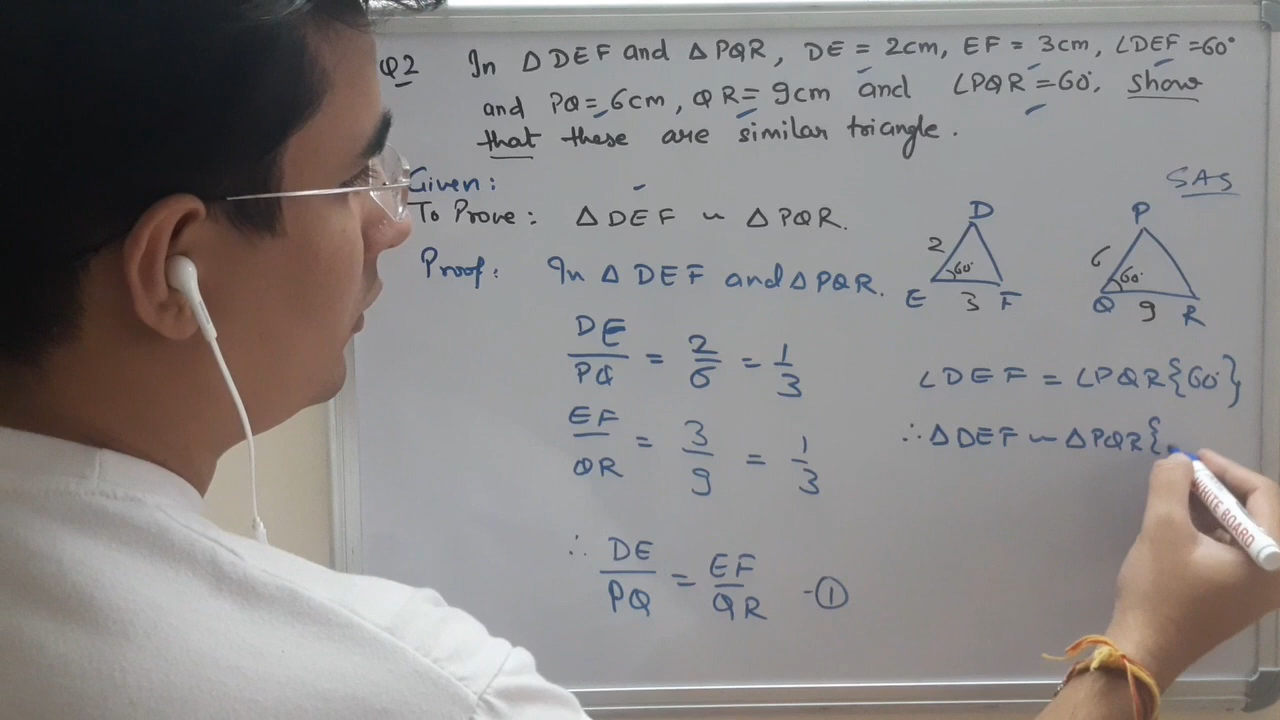 Q2 In △DEF and △PQR, DE = 2cm, EF = 3cm, ∠DEF = 60°
and PQ = 6cm, QR = 9cm and ∠PQR = 60°. Show
that these are similar triangle.
Given:
To Prove: △DEF ~ △PQR.
Proof: In △DEF and △PQR.
DE/PQ = 2/6 = 1/3
EF/QR = 3/9 = 1/3
∴ DE/PQ = EF/QR -①
SAS
D
2
60°
E 3 F
P
6
60°
Q 9 R
∠DEF = ∠PQR {60°}
∴ △DEF ~ △PQR {
WHITE BOARD